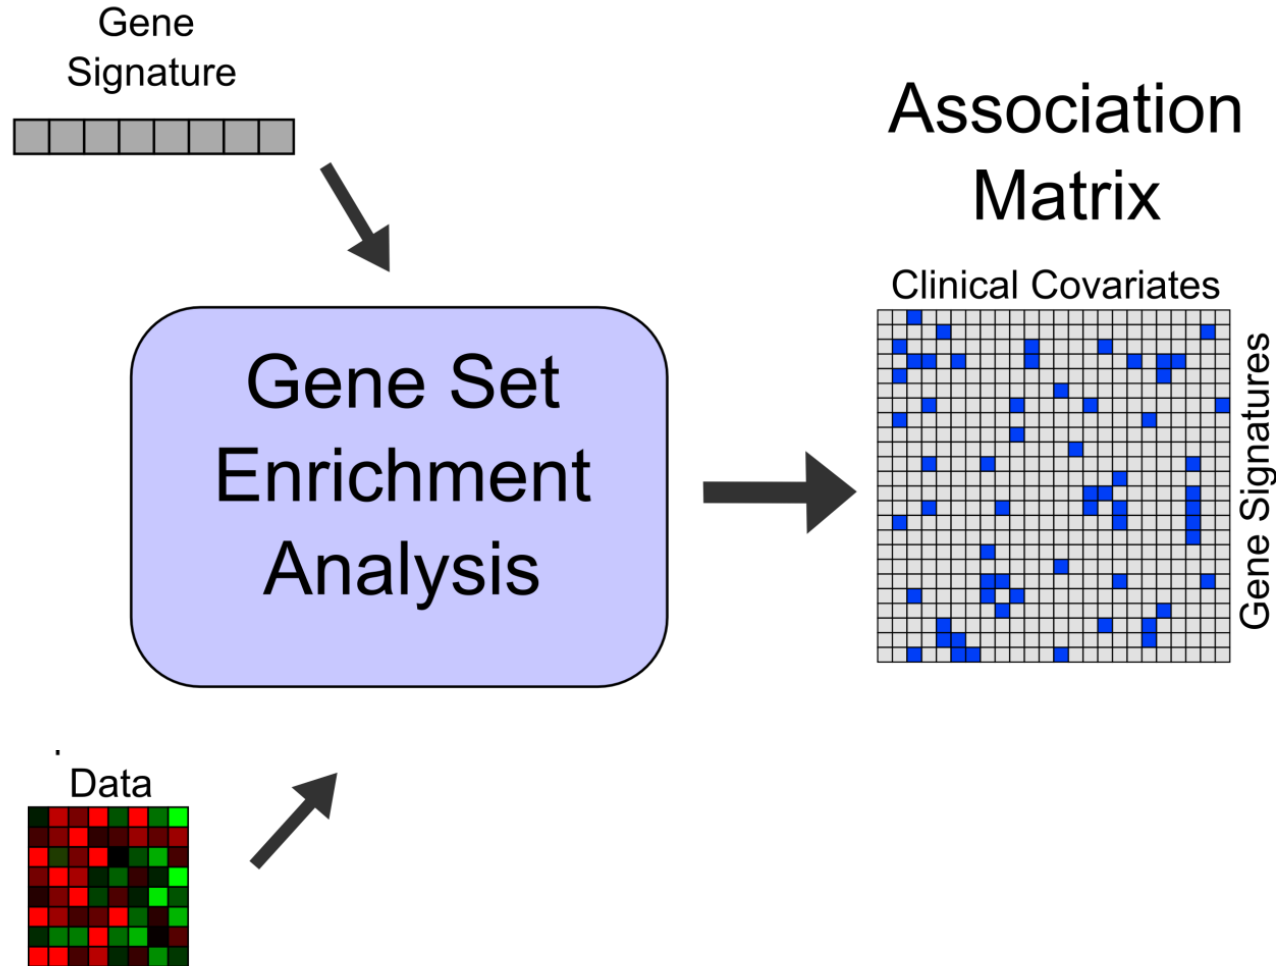 Gene
Signature
Association
Matrix
Clinical Covariates
Gene Signatures
Gene Set
Enrichment
Analysis
Data